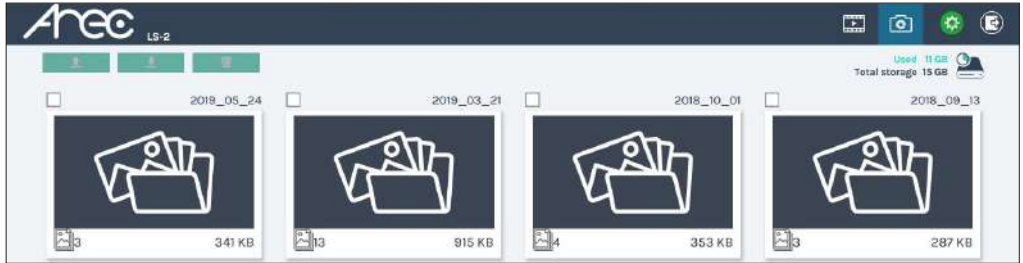 Arec LS-2
Used 11 GB
Total storage 15 GB
2019_05_24
2019_03_21
2018_10_01
2018_09_13
3 341 KB
13 915 KB
4 353 KB
3 287 KB